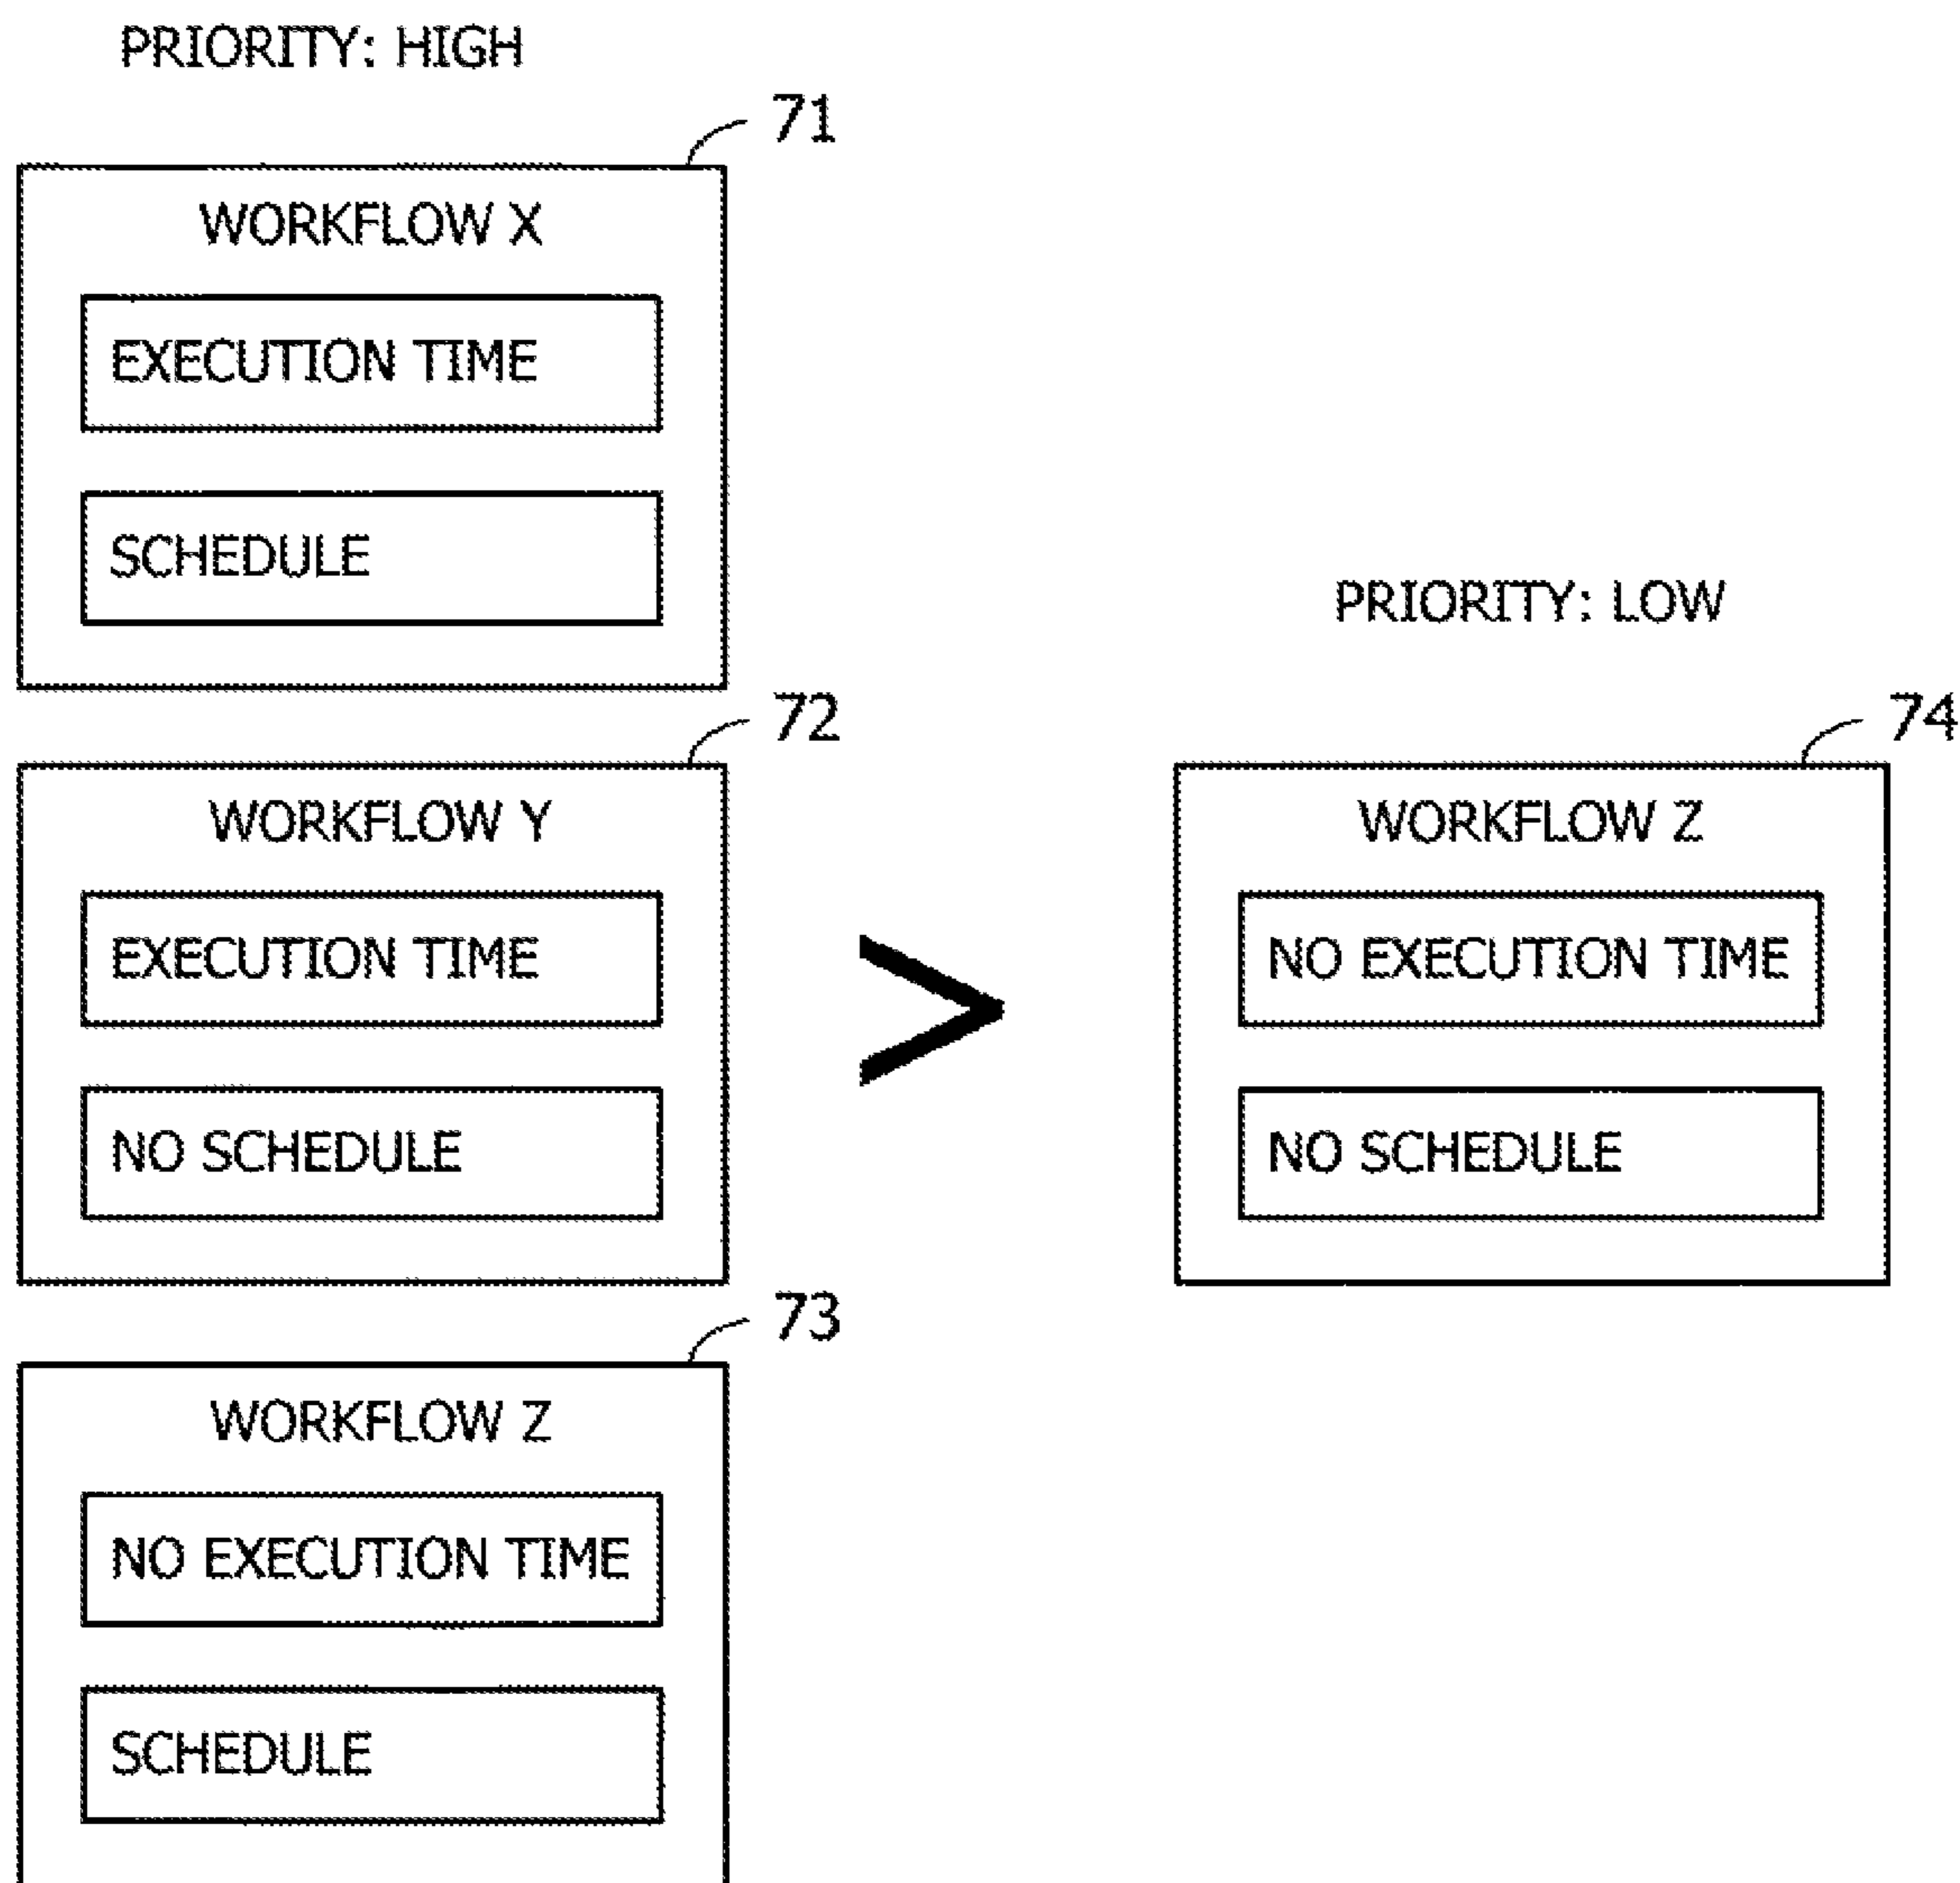 PRIORITY: HIGH
71
WORKFLOW X
EXECUTION TIME
SCHEDULE
72
WORKFLOW Y
EXECUTION TIME
NO SCHEDULE
73
WORKFLOW Z
NO EXECUTION TIME
SCHEDULE
>
PRIORITY: LOW
74
WORKFLOW Z
NO EXECUTION TIME
NO SCHEDULE